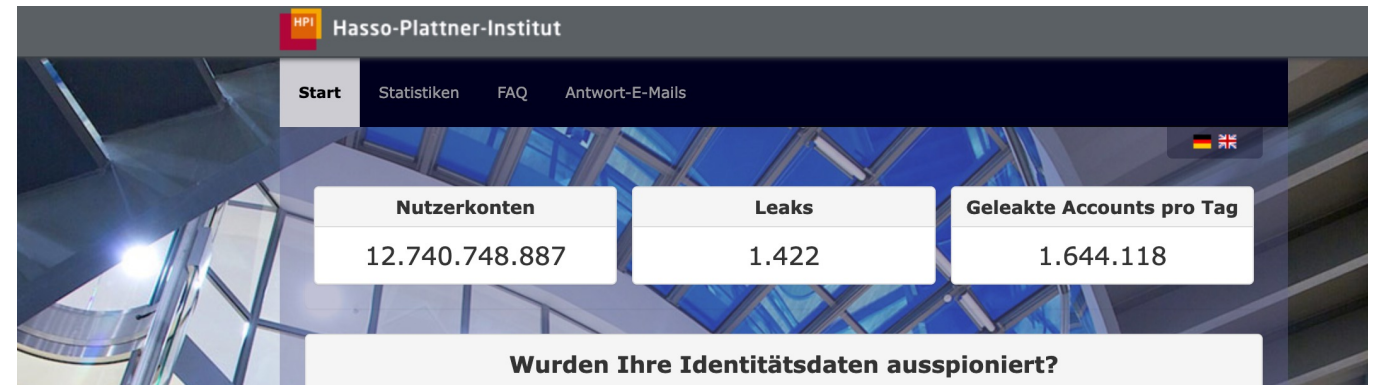 HPI Hasso-Plattner-Institut
Start Statistiken FAQ Antwort-E-Mails
Nutzerkonten Leaks Geleakte Accounts pro Tag
12.740.748.887 1.422 1.644.118
Wurden Ihre Identitätsdaten ausspioniert?